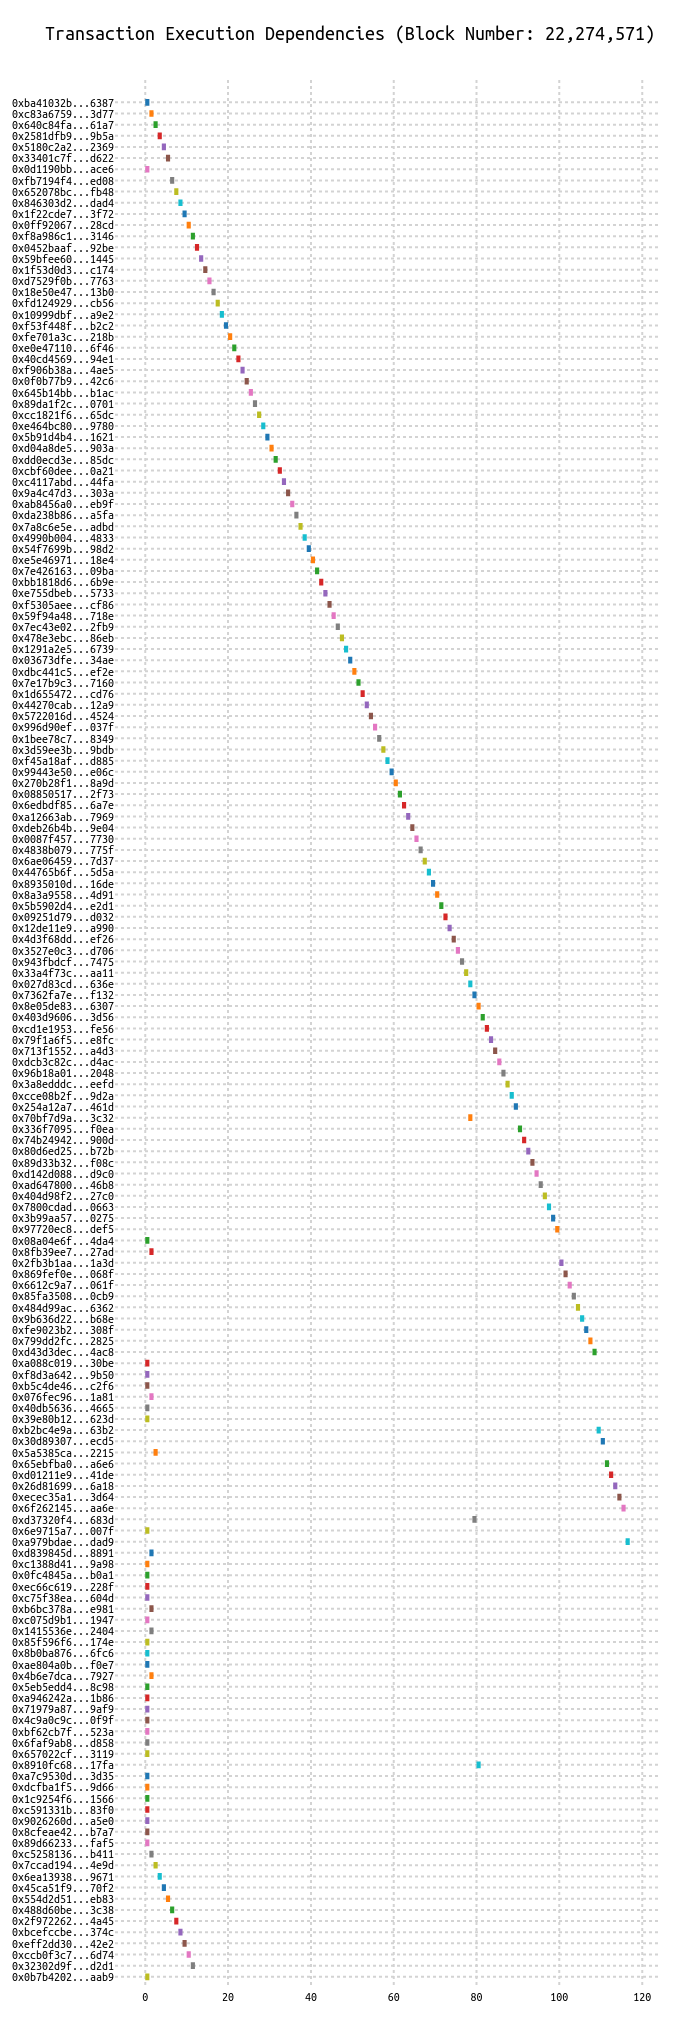 Transaction Execution Dependencies (Block Number: 22,274,571)
0xba41032b...6387
0xc83a6759...3d77
0x640c84fa...61a7
0x2581dfb9...9b5a
0x5180c2a2...2369
0x33401c7f...d622
0x0d1190bb...ace6
0xfb7194f4...ed08
0x652078bc...fb48
0x846303d2...dad4
0x1f22cde7...3f72
0x0ff92067...28cd
0xf8a986c1...3146
0x0452baaf...92be
0x59bfee60...1445
0x1f53d0d3...c174
0xd7529f0b...7763
0x18e50e47...13b0
0xfd124929...cb56
0x10999dbf...a9e2
0xf53f448f...b2c2
0xfe701a3c...218b
0xe0e47110...6f46
0x40cd4569...94e1
0xf906b38a...4ae5
0x0f0b77b9...42c6
0x645b14bb...b1ac
0x89da1f2c...0701
0xcc1821f6...65dc
0xe464bc80...9780
0x5b91d4b4...1621
0xd04a8de5...903a
0xdd0ecd3e...85dc
0xcbf60dee...0a21
0xc4117abd...44fa
0x9a4c47d3...303a
0xab8456a0...eb9f
0xda238b86...a5fa
0x7a8c6e5e...adbd
0x4990b004...4833
0x54f7699b...98d2
0xe5e46971...18e4
0x7e426163...09ba
0xbb1818d6...6b9e
0xe755dbeb...5733
0xf5305aee...cf86
0x59f94a48...718e
0x7ec43e02...2fb9
0x478e3ebc...86eb
0x1291a2e5...6739
0x03673dfe...34ae
0xdbc441c5...ef2e
0x7e17b9c3...7160
0x1d655472...cd76
0x44270cab...12a9
0x5722016d...4524
0x996d90ef...037f
0x1bee78c7...8349
0x3d59ee3b...9bdb
0xf45a18af...d885
0x99443e50...e06c
0x270b28f1...8a9d
0x08850517...2f73
0x6edbdf85...6a7e
0xa12663ab...7969
0xdeb26b4b...9e04
0x0087f457...7730
0x4838b079...775f
0x6ae06459...7d37
0x44765b6f...5d5a
0x8935010d...16de
0x8a3a9558...4d91
0x5b5902d4...e2d1
0x09251d79...d032
0x12de11e9...a990
0x4d3f68dd...ef26
0x3527e0c3...d706
0x943fbdcf...7475
0x33a4f73c...aa11
0x027d83cd...636e
0x7362fa7e...f132
0x8e05de83...6307
0x403d9606...3d56
0xcd1e1953...fe56
0x79f1a6f5...e8fc
0x713f1552...a4d3
0xdcb3c82c...d4ac
0x96b18a01...2048
0x3a8edddc...eefd
0xcce08b2f...9d2a
0x254a12a7...461d
0x70bf7d9a...3c32
0x336f7095...f0ea
0x74b24942...900d
0x80d6ed25...b72b
0x89d33b32...f08c
0xd142d088...d9c0
0xad647800...46b8
0x404d98f2...27c0
0x7800cdad...0663
0x3b99aa57...0275
0x97720ec8...def5
0x08a04e6f...4da4
0x8fb39ee7...27ad
0x2fb3b1aa...1a3d
0x869fef0e...068f
0x6612c9a7...061f
0x85fa3508...0cb9
0x484d99ac...6362
0x9b636d22...b68e
0xfe9023b2...308f
0x799dd2fc...2825
0xd43d3dec...4ac8
0xa088c019...30be
0xf8d3a642...9b50
0xb5c4de46...c2f6
0x076fec96...1a81
0x40db5636...4665
0x39e80b12...623d
0xb2bc4e9a...63b2
0x30d89307...ecd5
0x5a5385ca...2215
0x65ebfba0...a6e6
0xd01211e9...41de
0x26d81699...6a18
0xecec35a1...3d64
0x6f262145...aa6e
0xd37320f4...683d
0x6e9715a7...007f
0xa979bdae...dad9
0xd839845d...8891
0xc1388d41...9a98
0x0fc4845a...b0a1
0xec66c619...228f
0xc75f38ea...604d
0xb6bc378a...e981
0xc075d9b1...1947
0x1415536e...2404
0x85f596f6...174e
0x8b0ba876...6fc6
0xae804a0b...f0e7
0x4b6e7dca...7927
0x5eb5edd4...8c98
0xa946242a...1b86
0x71979a87...9af9
0x4c9a0c9c...0f9f
0xbf62cb7f...523a
0x6faf9ab8...d858
0x657022cf...3119
0x8910fc68...17fa
0xa7c9530d...3d35
0xdcfba1f5...9d66
0x1c9254f6...1566
0xc591331b...83f0
0x9026260d...a5e0
0x8cfeae42...b7a7
0x89d66233...faf5
0xc5258136...b411
0x7ccad194...4e9d
0x6ea13938...9671
0x45ca51f9...70f2
0x554d2d51...eb83
0x488d60be...3c38
0x2f972262...4a45
0xbcefccbe...374c
0xeff2dd30...42e2
0xccb0f3c7...6d74
0x32302d9f...d2d1
0x0b7b4202...aab9
0 20 40 60 80 100 120